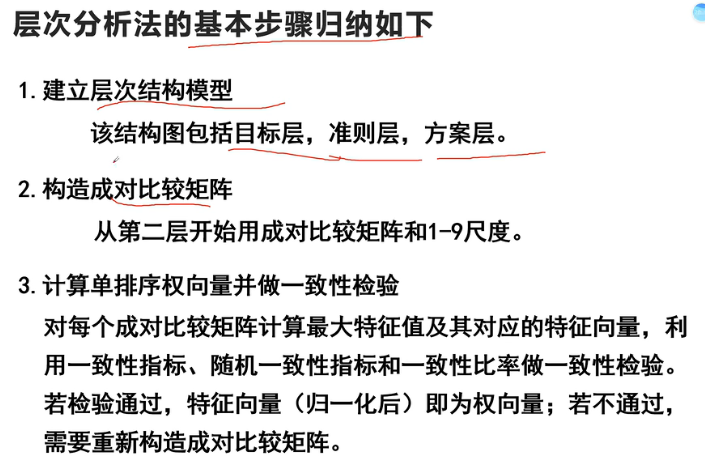 层次分析法的基本步骤归纳如下
1. 建立层次结构模型
该结构图包括目标层，准则层，方案层。
2. 构造成对比较矩阵
从第二层开始用成对比较矩阵和1-9尺度。
3. 计算单排序权向量并做一致性检验
对每个成对比较矩阵计算最大特征值及其对应的特征向量，利
用一致性指标、随机一致性指标和一致性比率做一致性检验。
若检验通过，特征向量（归一化后）即为权向量；若不通过，
需要重新构造成对比较矩阵。